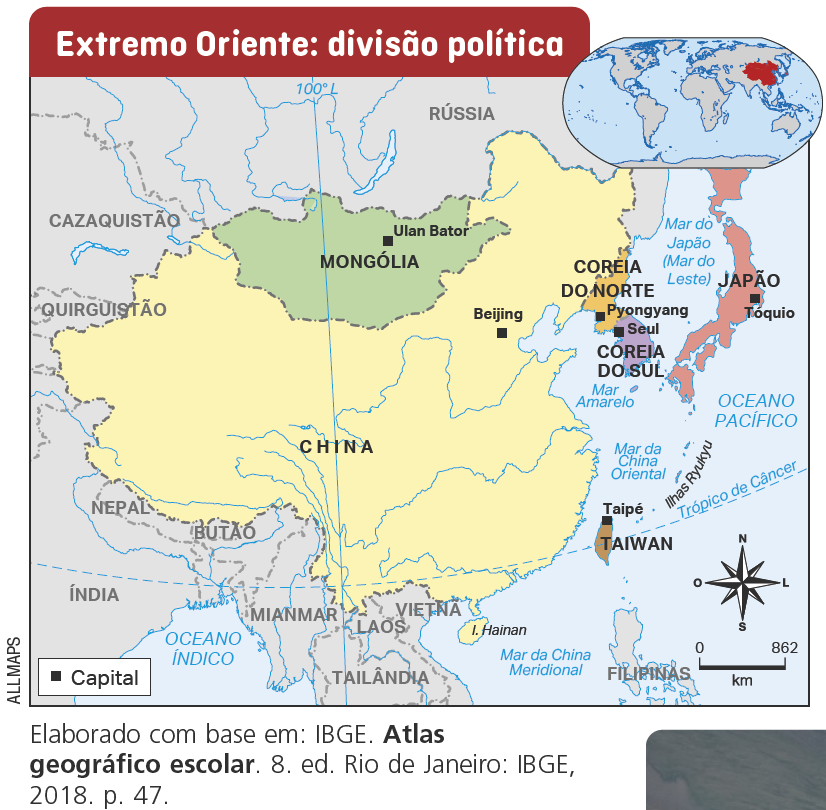 Extremo Oriente: divisão política
100° L
RÚSSIA
CAZAQUISTÃO
Ulan Bator
MONGÓLIA
Mar do
Japão
(Mar do
Leste)
COREIA
DO NORTE
JAPÃO
QUIRGUISTÃO
Beijing
Pyongyang
Tóquio
Seul
COREIA
DO SUL
Mar
Amarelo
OCEANO
PACÍFICO
CHINA
Mar da
China
Oriental
Ilhas Ryukyu
Trópico de Câncer
NEPAL
BUTÃO
Taipé
TAIWAN
N
O
L
S
ÍNDIA
MIANMAR
VIETNÃ
LAOS
I. Hainan
OCEANO
ÍNDICO
Mar da China
Meridional
TAILÂNDIA
FILIPINAS
0 862
km
Capital
ALLMAPS
Elaborado com base em: IBGE. Atlas
geográfico escolar. 8. ed. Rio de Janeiro: IBGE,
2018. p. 47.